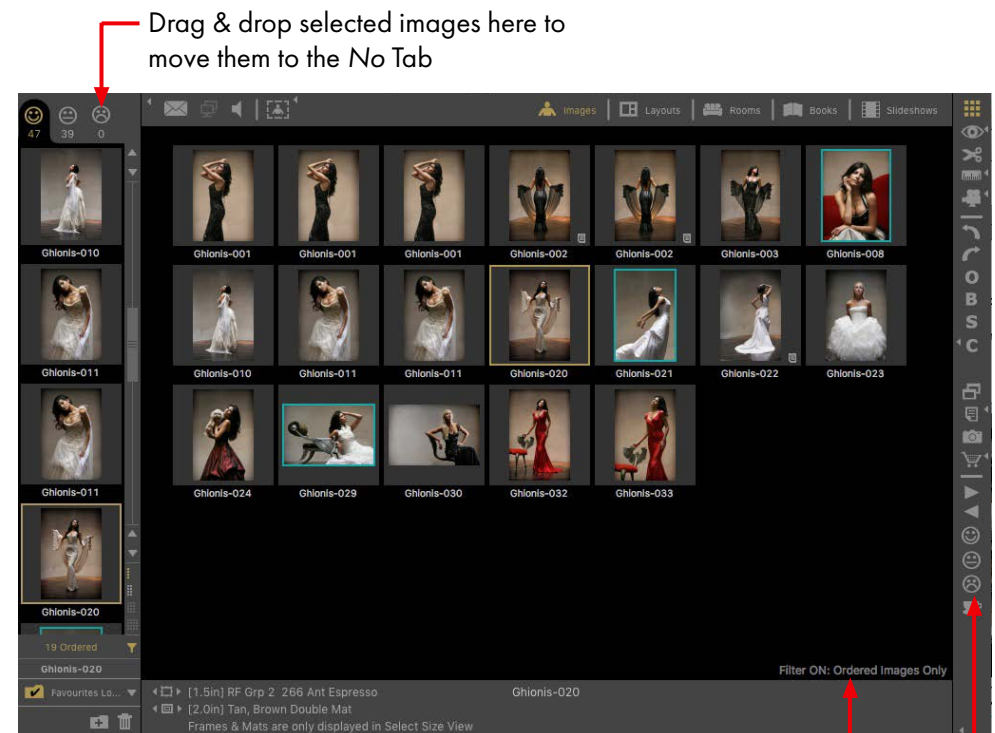 Drag & drop selected images here to
move them to the No Tab
47 39 0
Images Layouts Rooms Books Slideshows
Ghionis-010
Ghionis-011
Ghionis-011
Ghionis-020
Ghionis-001 Ghionis-001 Ghionis-001 Ghionis-002 Ghionis-002 Ghionis-003 Ghionis-008
Ghionis-010 Ghionis-011 Ghionis-011 Ghionis-020 Ghionis-021 Ghionis-022 Ghionis-023
Ghionis-024 Ghionis-029 Ghionis-030 Ghionis-032 Ghionis-033
O
B
S
C
19 Ordered
Ghionis-020
Favourites Lo...
Filter ON: Ordered Images Only
[1.5in] RF Grp 2 266 Ant Espresso Ghionis-020
[2.0in] Tan, Brown Double Mat
Frames & Mats are only displayed in Select Size View